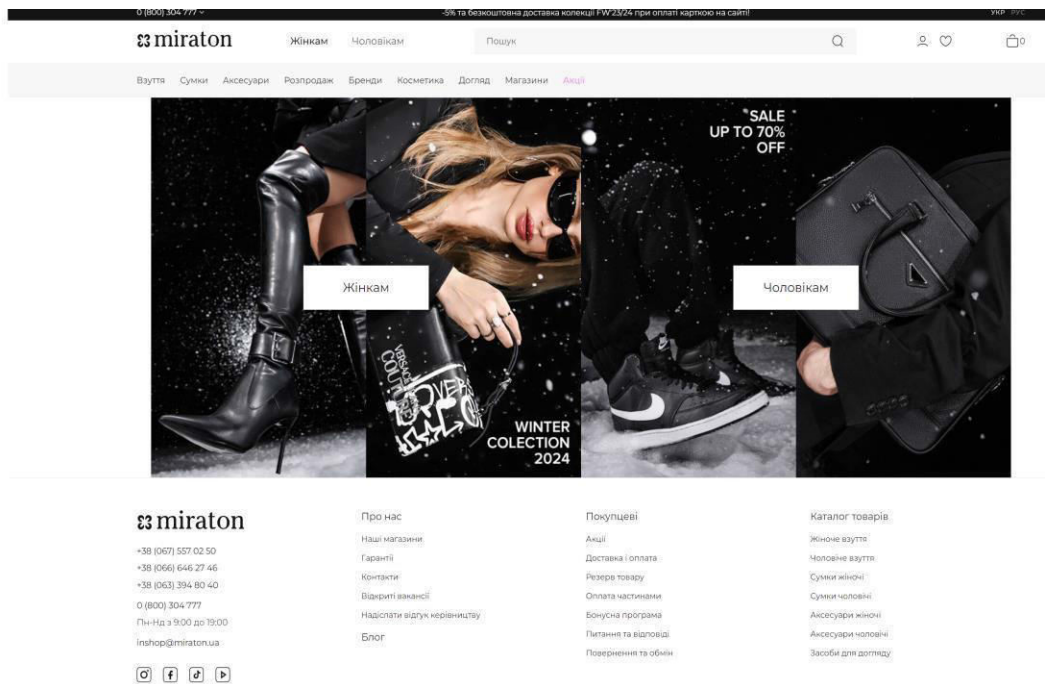 0 (800) 304 777
-5% та безкоштовна доставка колекції FW'23/24 при оплаті карткою на сайті!
УКР РУС
miraton
Жінкам
Чоловікам
Пошук
0
Взуття Сумки Аксесуари Розпродаж Бренди Косметика Догляд Магазини Акції
SALE
UP TO 70%
OFF
Жінкам
Чоловікам
VERSACE
COUTURE
WINTER
COLECTION
2024
miraton
+38 (067) 557 02 50
+38 (066) 646 27 46
+38 (063) 394 80 40
0 (800) 304 777
Пн-Нд з 9:00 до 19:00
inshop@miraton.ua
Про нас
Наші магазини
Гарантії
Контакти
Відкриті вакансії
Надіслати відгук керівництву
Блог
Покупцеві
Акції
Доставка і оплата
Резерв товару
Оплата частинами
Бонусна програма
Питання та відповіді
Повернення та обмін
Каталог товарів
Жіноче взуття
Чоловіче взуття
Сумки жіночі
Сумки чоловічі
Аксесуари жіночі
Аксесуари чоловічі
Засоби для догляду